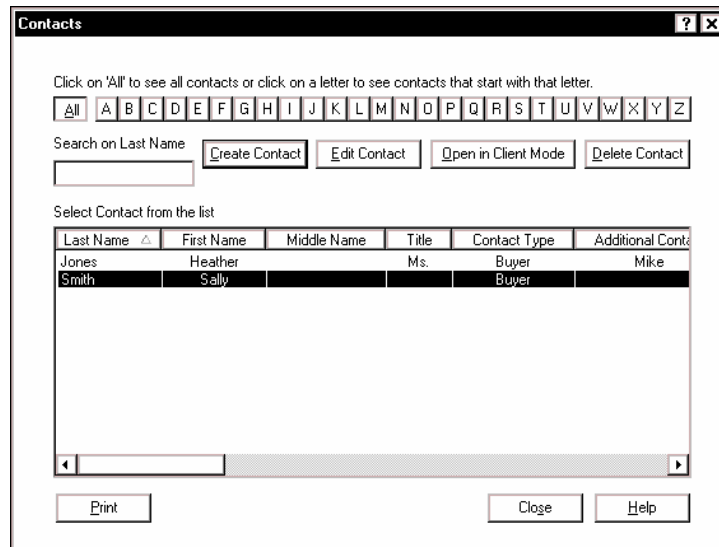 Contacts ? X
Click on 'All' to see all contacts or click on a letter to see contacts that start with that letter.
All A B C D E F G H I J K L M N O P Q R S T U V W X Y Z
Search on Last Name
Create Contact Edit Contact Open in Client Mode Delete Contact
Select Contact from the list
Last Name First Name Middle Name Title Contact Type Additional Conta
Jones Heather Ms. Buyer Mike
Smith Sally Buyer
Print Close Help